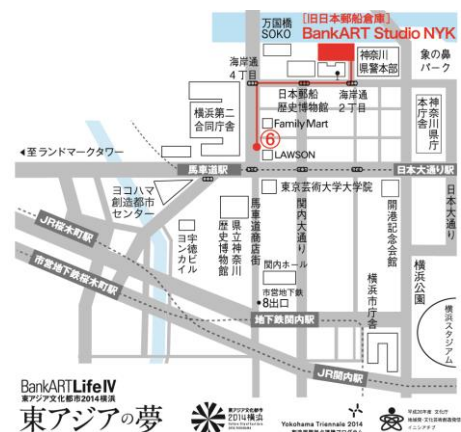 万国橋
SOKO
[旧日本郵船倉庫]
BankART Studio NYK
海岸通
4丁目
神奈川
県警本部
象の鼻
パーク
日本郵船
歴史博物館
海岸通
2丁目
横浜第二
合同庁舎
FamilyMart
⑥
LAWSON
神奈川県庁
本庁舎
◀至ランドマークタワー
馬車道駅
日本大通り駅
ヨコハマ
創造都市
センター
東京芸術大学大学院
JR桜木町駅
市営地下鉄桜木町駅
宇徳ビル
ヨンカイ
県立神奈川
歴史博物館
馬車道商店街
関内大通り
開港記念会館
日本大通り
関内ホール
市営地下鉄
8出口
横浜市庁舎
横浜公園
横浜スタジアム
地下鉄関内駅
JR関内駅
BankARTLifeⅣ
東アジア文化都市2014横浜
東アジアの夢
東アジア文化都市
2014横浜
Yokohama Triennale 2014